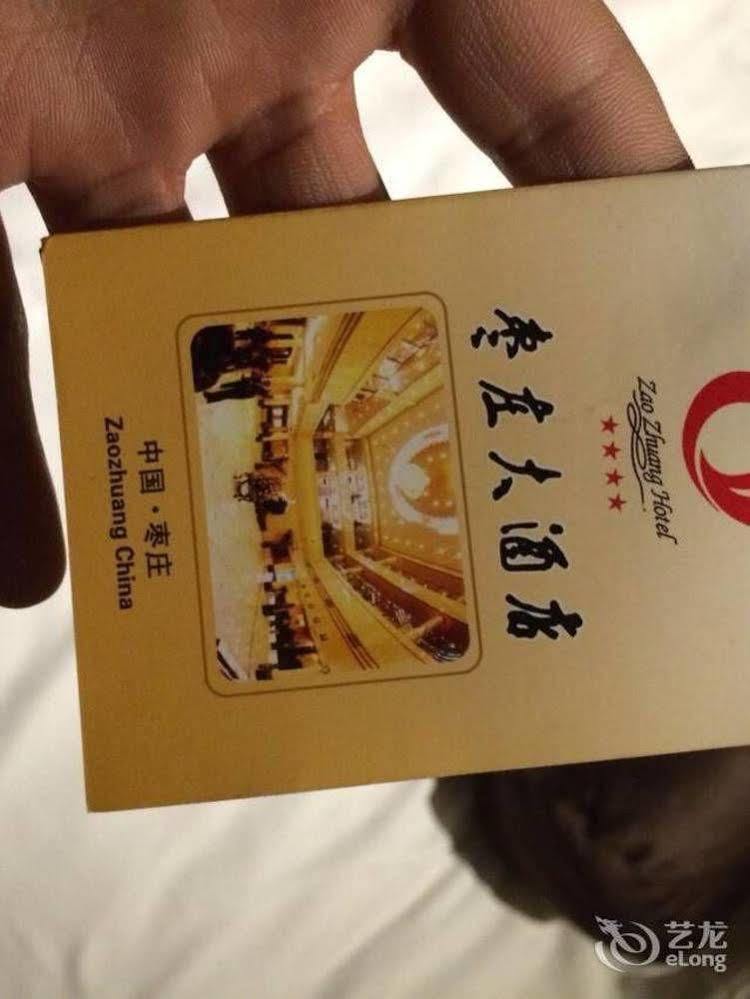 Zao Zhuang Hotel
★★★★
枣庄大酒店
中国·枣庄
Zaozhuang China
艺龙
eLong